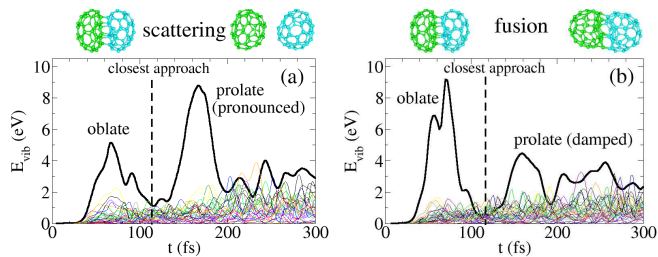 scattering
fusion
closest approach
(a)
closest approach
(b)
oblate
prolate
(pronounced)
oblate
prolate (damped)
E_vib (eV)
10
8
6
4
2
0
0
100
200
300
t (fs)
E_vib (eV)
10
8
6
4
2
0
0
100
200
300
t (fs)